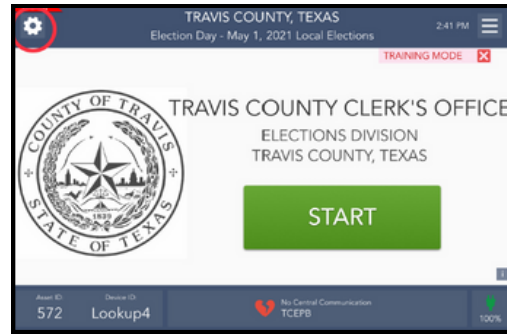 TRAVIS COUNTY, TEXAS
Election Day - May 1, 2021 Local Elections
2:41 PM
TRAINING MODE
COUNTY OF TRAVIS
STATE OF TEXAS
1839
TRAVIS COUNTY CLERK'S OFFICE
ELECTIONS DIVISION
TRAVIS COUNTY, TEXAS
START
Asset ID:
572
Device ID:
Lookup4
No Central Communication
TCEPB
100%